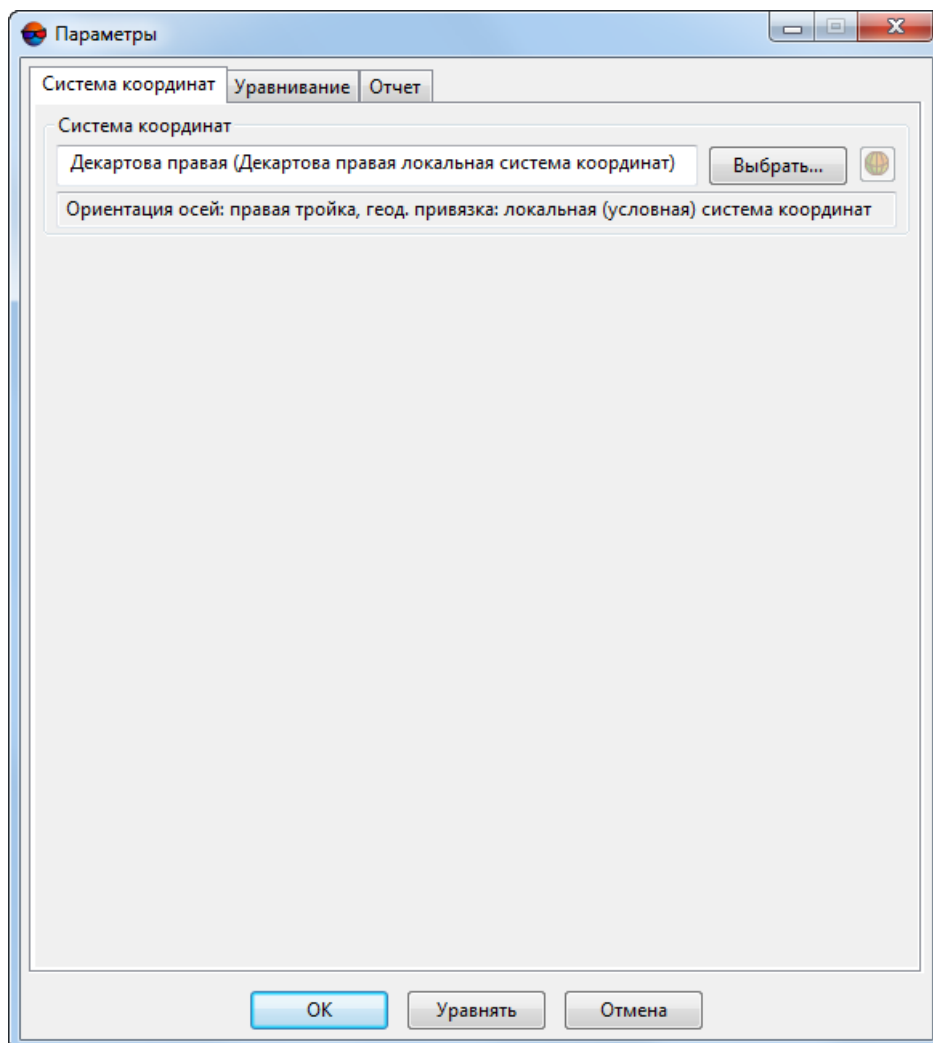 Параметры
Система координат Уравнивание Отчет
Система координат
Декартова правая (Декартова правая локальная система координат) Выбрать...
Ориентация осей: правая тройка, геод. привязка: локальная (условная) система координат
OK Уравнять Отмена